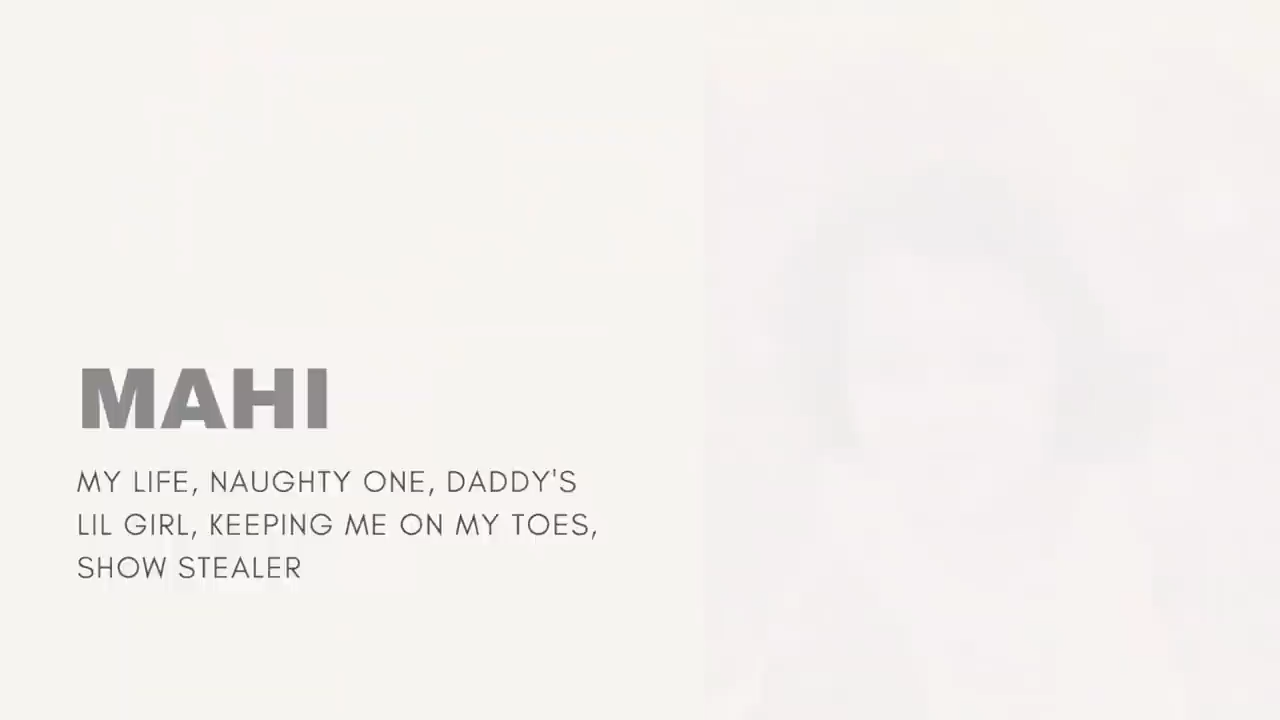 MAHI
MY LIFE, NAUGHTY ONE, DADDY'S
LIL GIRL, KEEPING ME ON MY TOES,
SHOW STEALER